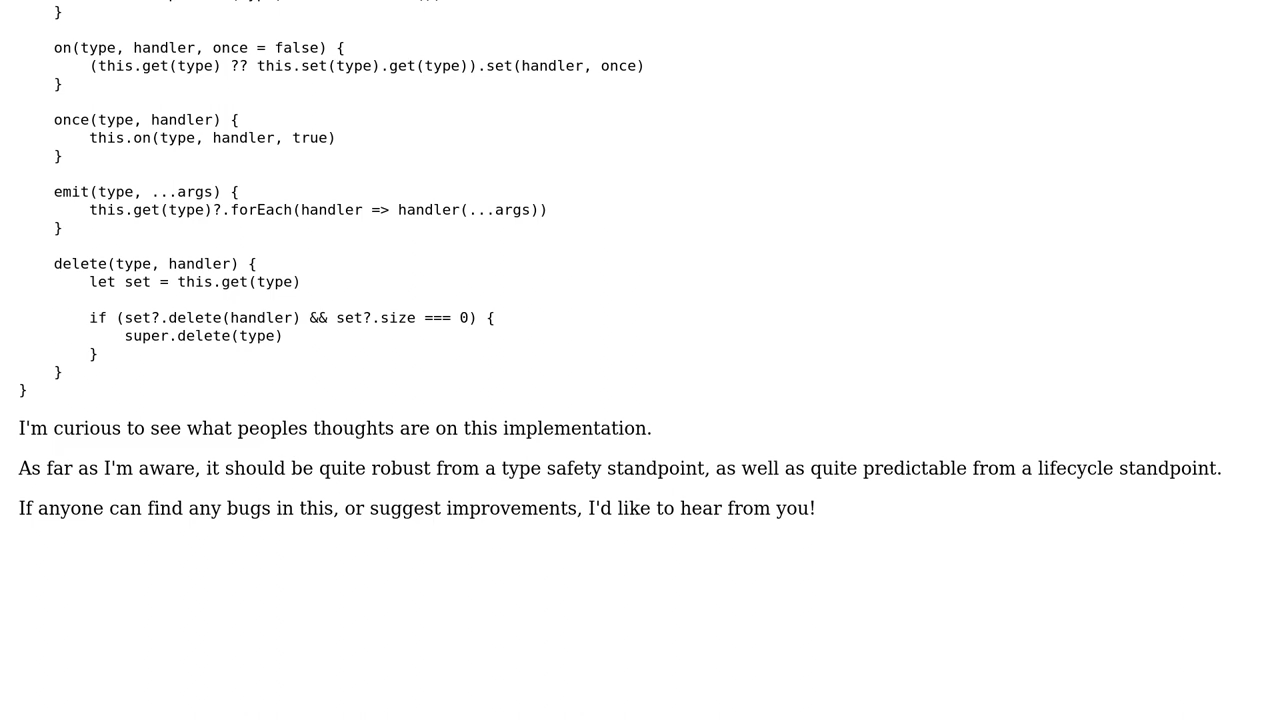 }
on(type, handler, once = false) {
(this.get(type) ?? this.set(type).get(type)).set(handler, once)
}
once(type, handler) {
this.on(type, handler, true)
}
emit(type, ...args) {
this.get(type)?.forEach(handler => handler(...args))
}
delete(type, handler) {
let set = this.get(type)
if (set?.delete(handler) && set?.size === 0) {
super.delete(type)
}
}
}
I'm curious to see what peoples thoughts are on this implementation.
As far as I'm aware, it should be quite robust from a type safety standpoint, as well as quite predictable from a lifecycle standpoint.
If anyone can find any bugs in this, or suggest improvements, I'd like to hear from you!